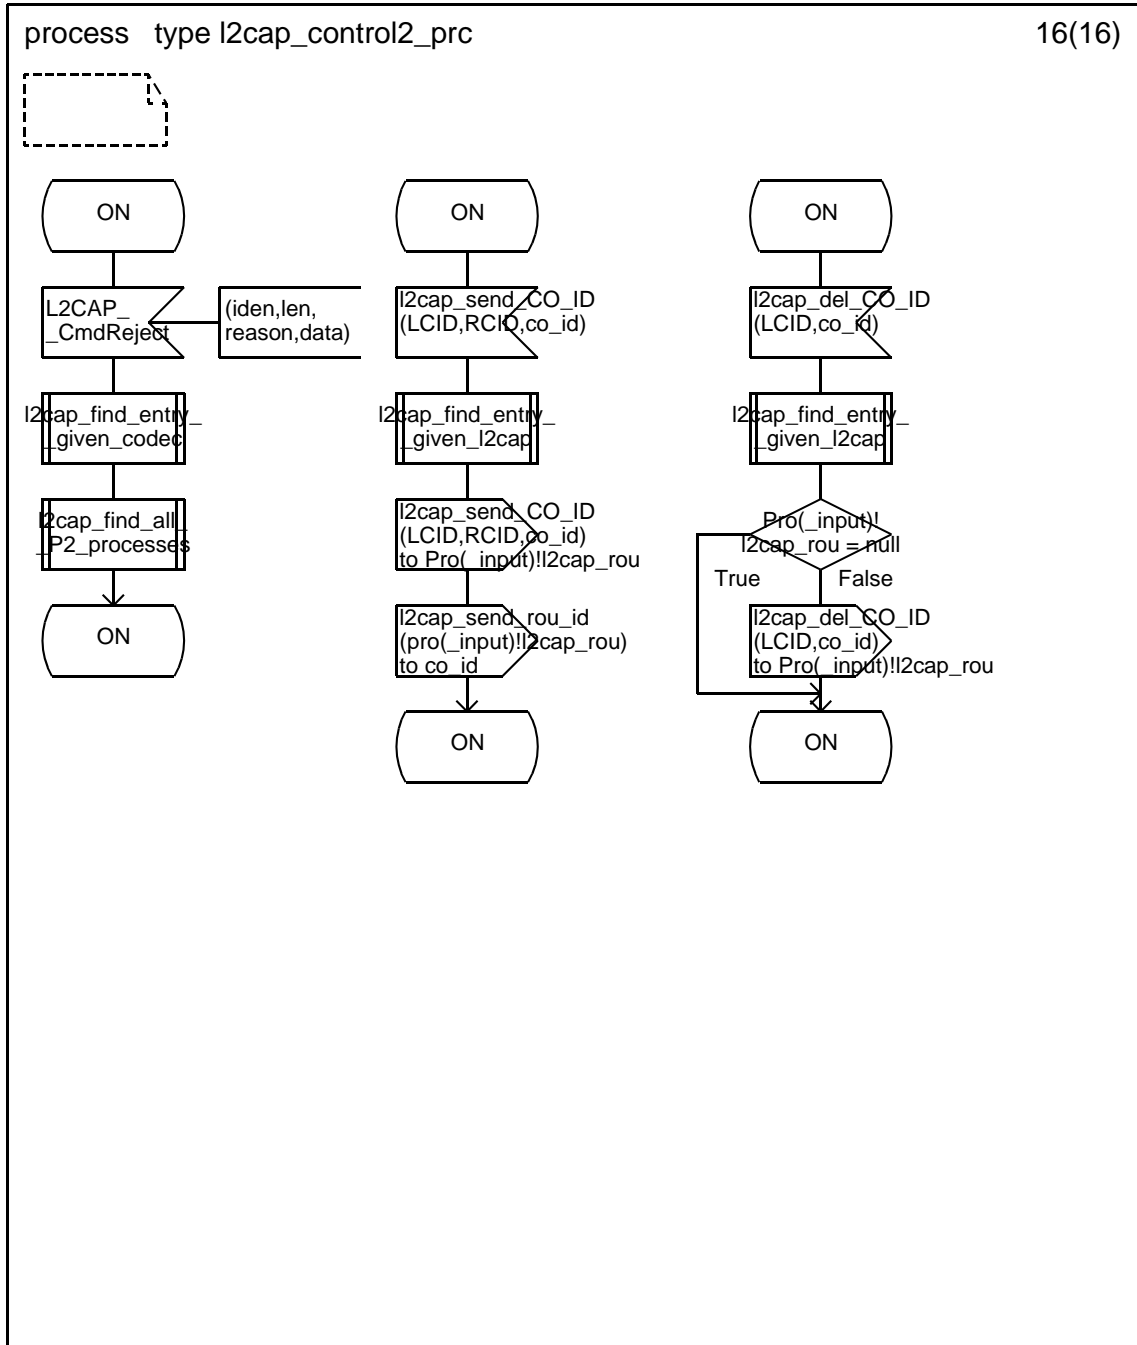 process type l2cap_control2_prc
16(16)
ON
L2CAP_
_CmdReject
(iden,len,
reason,data)
l2cap_find_entry_
_given_codec
l2cap_find_all_
_P2_processes
ON
ON
l2cap_send_CO_ID
(LCID,RCID,co_id)
l2cap_find_entry_
_given_l2cap
l2cap_send_CO_ID
(LCID,RCID,co_id)
to Pro(_input)!l2cap_rou
l2cap_send_rou_id
(pro(_input)!l2cap_rou)
to co_id
ON
ON
l2cap_del_CO_ID
(LCID,co_id)
l2cap_find_entry_
_given_l2cap
Pro(_input)!
l2cap_rou = null
True
False
l2cap_del_CO_ID
(LCID,co_id)
to Pro(_input)!l2cap_rou
ON